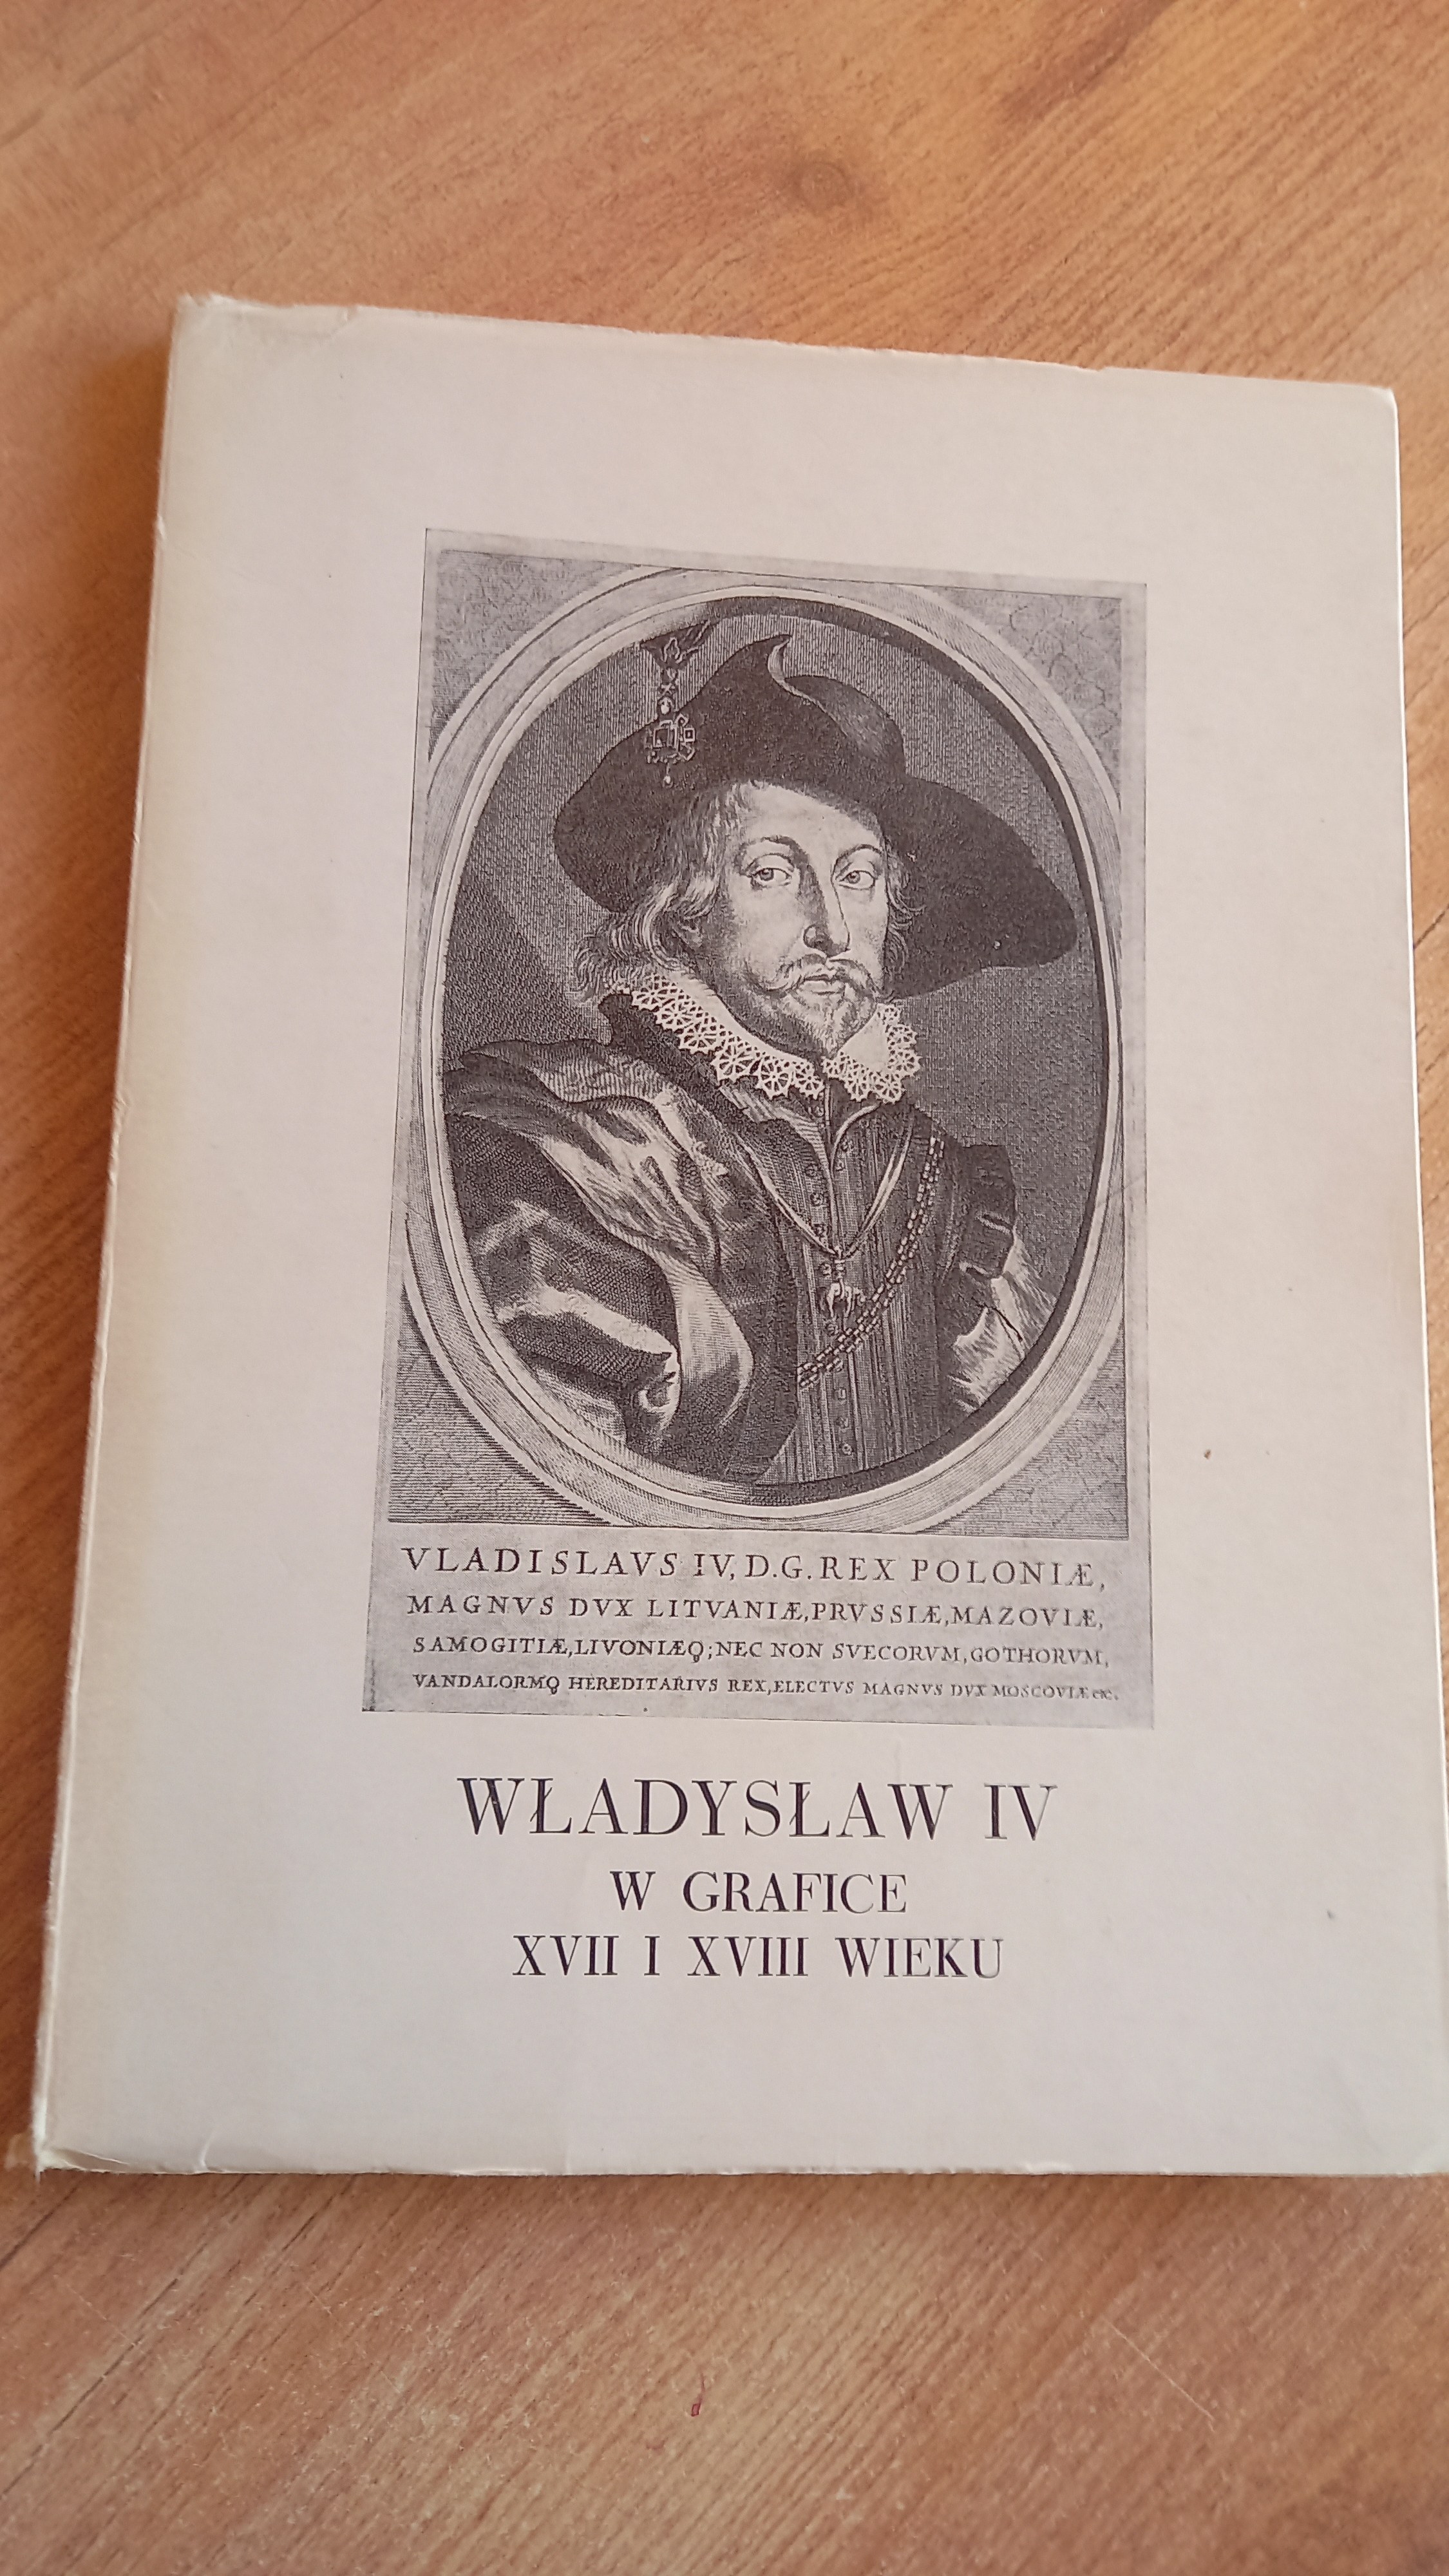 VLADISLAVS IV, D.G. REX POLONIÆ,
MAGNVS DVX LITVANIÆ, PRVSSIÆ, MAZOVIÆ,
SAMOGITIÆ, LIVONIÆQ; NEC NON SVECORVM, GOTHORVM,
VANDALORMQ HEREDITARIVS REX, ELECTVS MAGNVS DVX MOSCOVIÆ etc.
WŁADYSŁAW IV
W GRAFICE
XVII I XVIII WIEKU